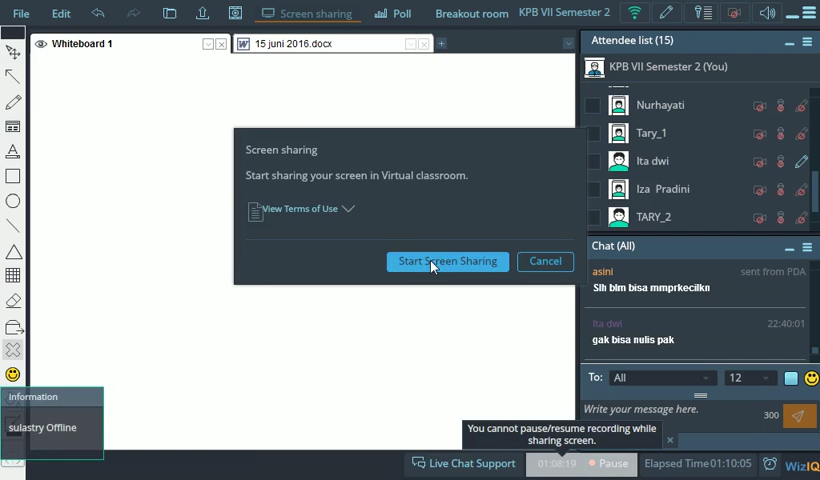 File Edit Screen sharing Poll Breakout room KPB VII Semester 2
Whiteboard 1 15 juni 2016.docx
Attendee list (15)
KPB VII Semester 2 (You)
Nurhayati
Tary_1
Ita dwi
Iza Pradini
TARY_2
Screen sharing
Start sharing your screen in Virtual classroom.
View Terms of Use
Start Screen Sharing Cancel
Chat (All)
asini sent from PDA
Slh blm bisa mmprkecilkn
Ita dwi 22:40:01
gak bisa nulis pak
To: All 12
Write your message here. 300
Information
sulastry Offline
You cannot pause/resume recording while
sharing screen.
Live Chat Support 01:08:19 Pause Elapsed Time 01:10:05 WizIQ